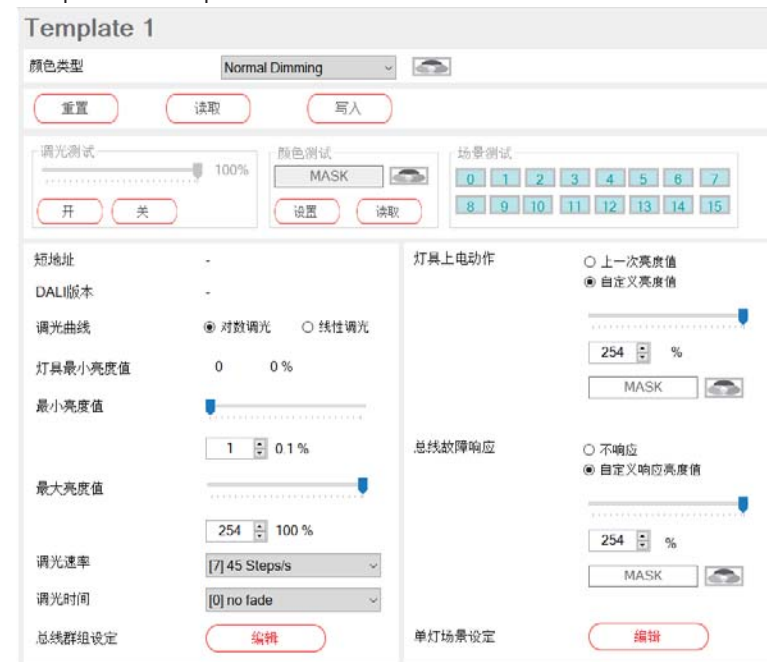 Template 1
颜色类型 Normal Dimming
重置 读取 写入
调光测试
100%
开 关
颜色测试
MASK
设置 读取
场景测试
0 1 2 3 4 5 6 7
8 9 10 11 12 13 14 15
短地址 -
DALI版本 -
调光曲线 对数调光 线性调光
灯具最小亮度值 0 0 %
最小亮度值
1 0.1 %
最大亮度值
254 100 %
调光速率 [7] 45 Steps/s
调光时间 [0] no fade
总线群组设定 编辑
灯具上电动作 上一次亮度值
自定义亮度值
254 %
MASK
总线故障响应 不响应
自定义响应亮度值
254 %
MASK
单灯场景设定 编辑